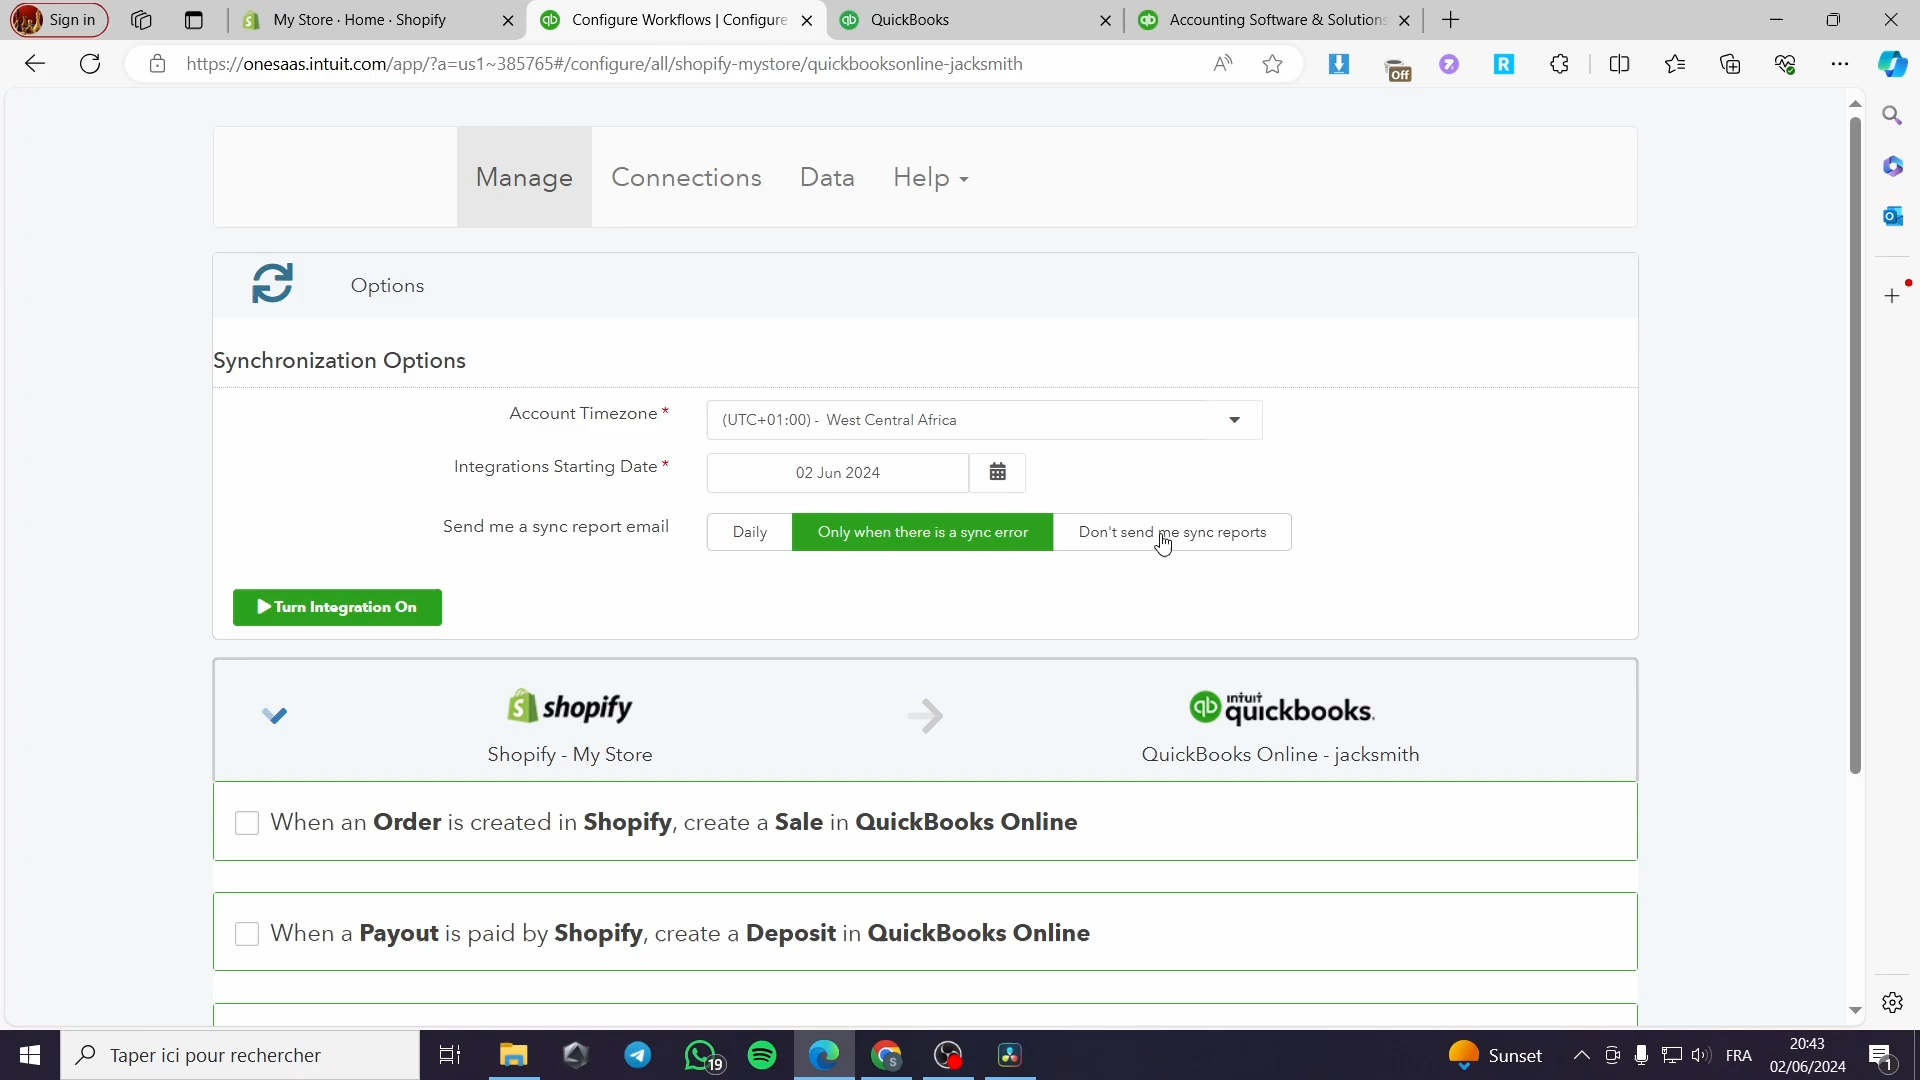 Sign in
My Store · Home · Shopify
Configure Workflows | Configure
QuickBooks
Accounting Software & Solutions
https://onesaas.intuit.com/app/?a=us1~385765#/configure/all/shopify-mystore/quickbooksonline-jacksmith
Off
Manage
Connections
Data
Help
Options
Synchronization Options
Account Timezone *
(UTC+01:00) - West Central Africa
Integrations Starting Date *
02 Jun 2024
Send me a sync report email
Daily
Only when there is a sync error
Don't send me sync reports
Turn Integration On
shopify
intuit
qb quickbooks.
Shopify - My Store
QuickBooks Online - jacksmith
When an Order is created in Shopify, create a Sale in QuickBooks Online
When a Payout is paid by Shopify, create a Deposit in QuickBooks Online
Taper ici pour rechercher
19
Sunset
FRA
20:43
02/06/2024
1